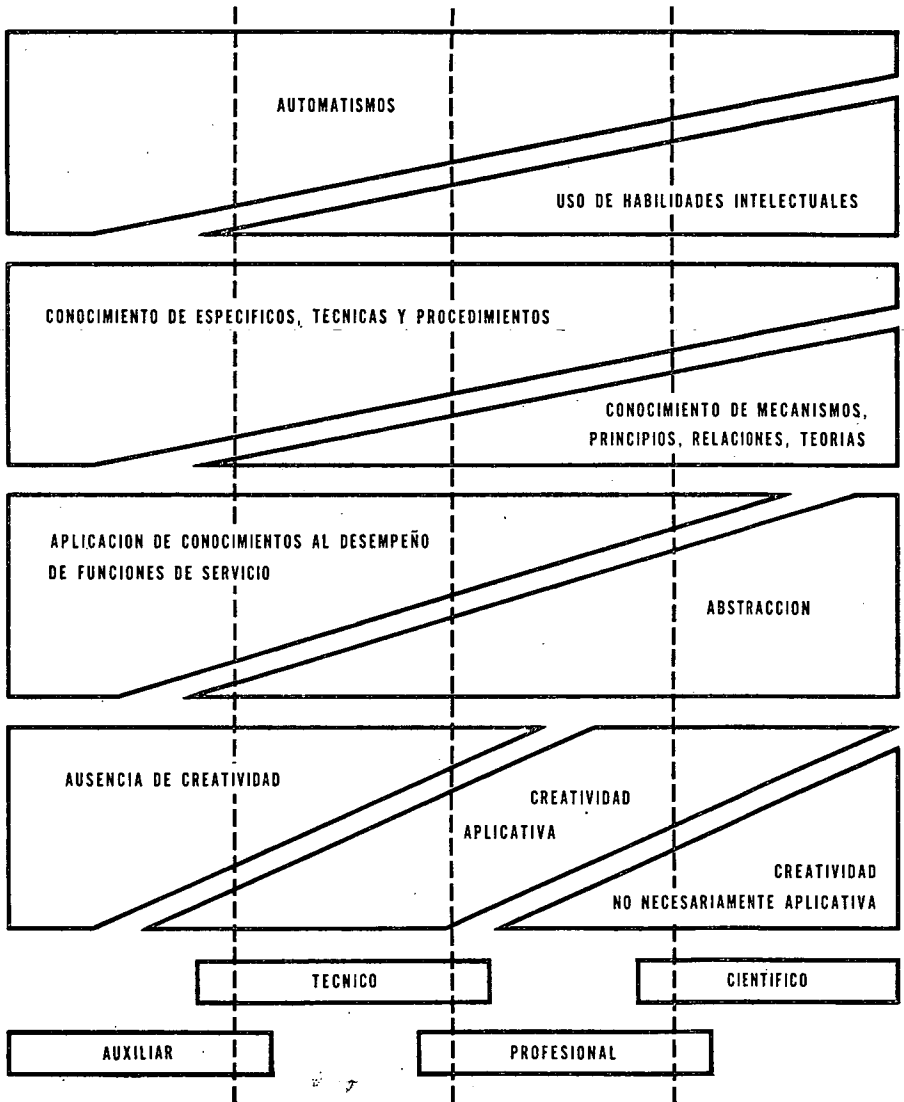 AUTOMATISMOS
USO DE HABILIDADES INTELECTUALES
CONOCIMIENTO DE ESPECIFICOS, TECNICAS Y PROCEDIMIENTOS
CONOCIMIENTO DE MECANISMOS,
PRINCIPIOS, RELACIONES, TEORIAS
APLICACION DE CONOCIMIENTOS AL DESEMPEÑO
DE FUNCIONES DE SERVICIO
ABSTRACCION
AUSENCIA DE CREATIVIDAD
CREATIVIDAD
APLICATIVA
CREATIVIDAD
NO NECESARIAMENTE APLICATIVA
TECNICO
CIENTIFICO
AUXILIAR
PROFESIONAL